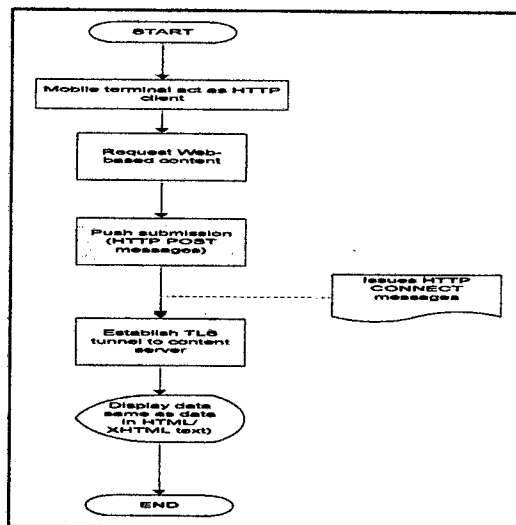 START
Mobile terminal act as HTTP
client
Request Web-
based content
Push submission
(HTTP POST
messages)
Issues HTTP
CONNECT
messages
Establish TLS
tunnel to content
server
Display data
same as data
in HTML/
XHTML text)
END